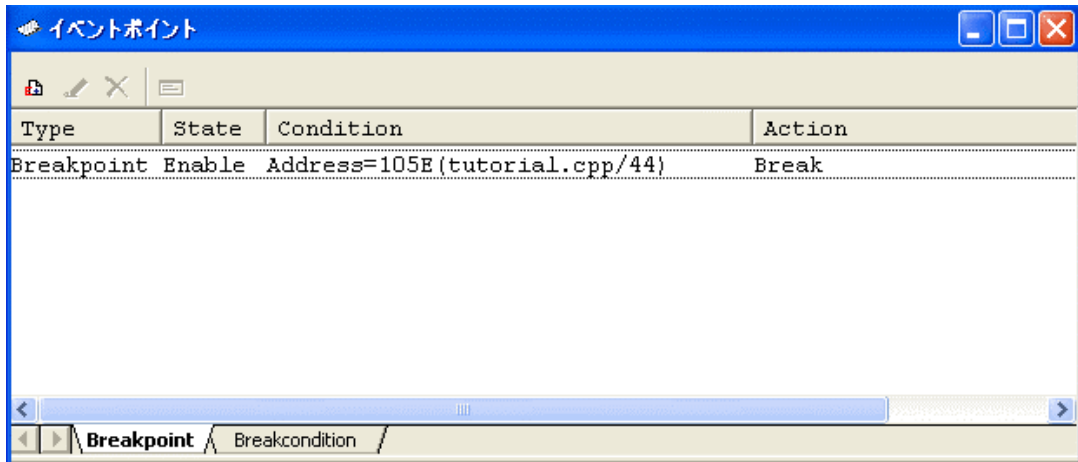 イベントポイント
Type State Condition Action
Breakpoint Enable Address=105E(tutorial.cpp/44) Break
Breakpoint Breakcondition